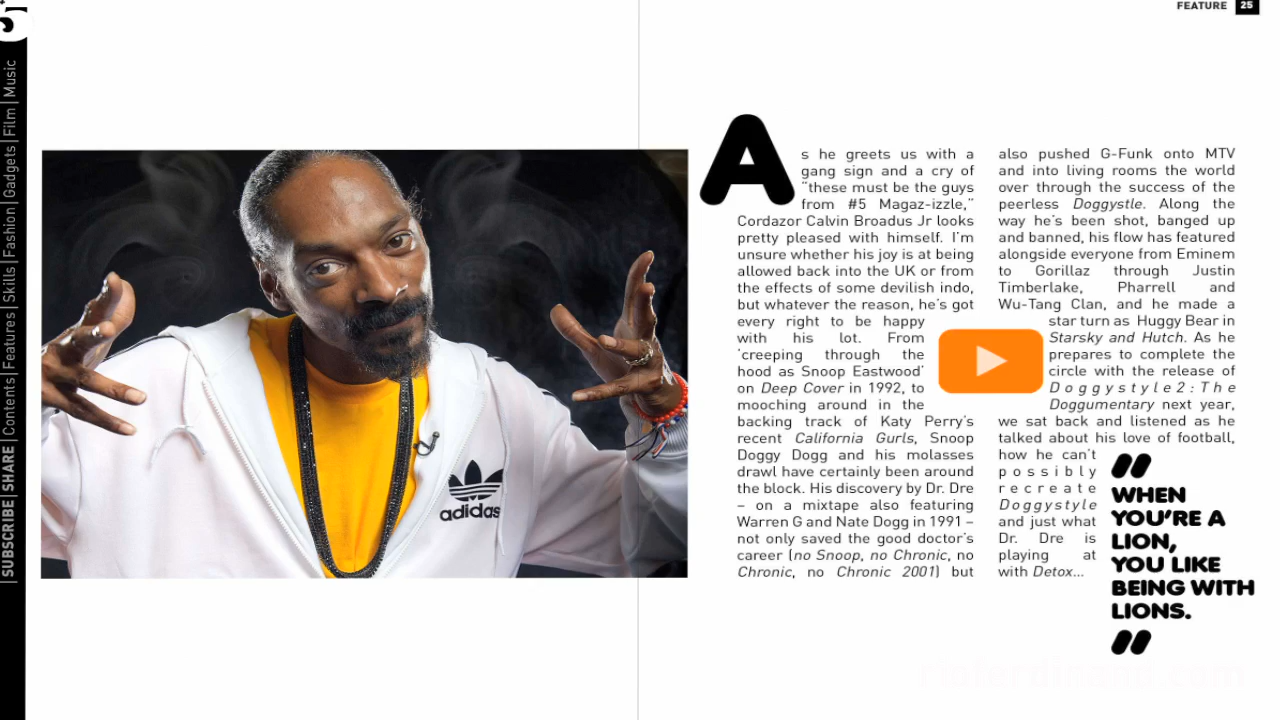 FEATURE 25
5
SUBSCRIBE|SHARE|Contents|Features|Skills|Fashion|Gadgets|Film|Music|
adidas
As he greets us with a
gang sign and a cry of
“these must be the guys
from #5 Magaz-izzle,”
Cordazor Calvin Broadus Jr looks
pretty pleased with himself. I’m
unsure whether his joy is at being
allowed back into the UK or from
the effects of some devilish indo,
but whatever the reason, he’s got
every right to be happy
with his lot. From
‘creeping through the
hood as Snoop Eastwood’
on Deep Cover in 1992, to
mooching around in the
backing track of Katy Perry’s
recent California Gurls, Snoop
Doggy Dogg and his molasses
drawl have certainly been around
the block. His discovery by Dr. Dre
– on a mixtape also featuring
Warren G and Nate Dogg in 1991 –
not only saved the good doctor’s
career (no Snoop, no Chronic, no
Chronic, no Chronic 2001) but
also pushed G-Funk onto MTV
and into living rooms the world
over through the success of the
peerless Doggystle. Along the
way he’s been shot, banged up
and banned, his flow has featured
alongside everyone from Eminem
to Gorillaz through Justin
Timberlake, Pharrell and
Wu-Tang Clan, and he made a
star turn as Huggy Bear in
Starsky and Hutch. As he
prepares to complete the
circle with the release of
Doggystyle2: The
Doggumentary next year,
we sat back and listened as he
talked about his love of football,
how he can’t
possibly
recreate
Doggystyle
and just what
Dr. Dre is
playing at
with Detox...
"
WHEN
YOU’RE A
LION,
YOU LIKE
BEING WITH
LIONS.
"